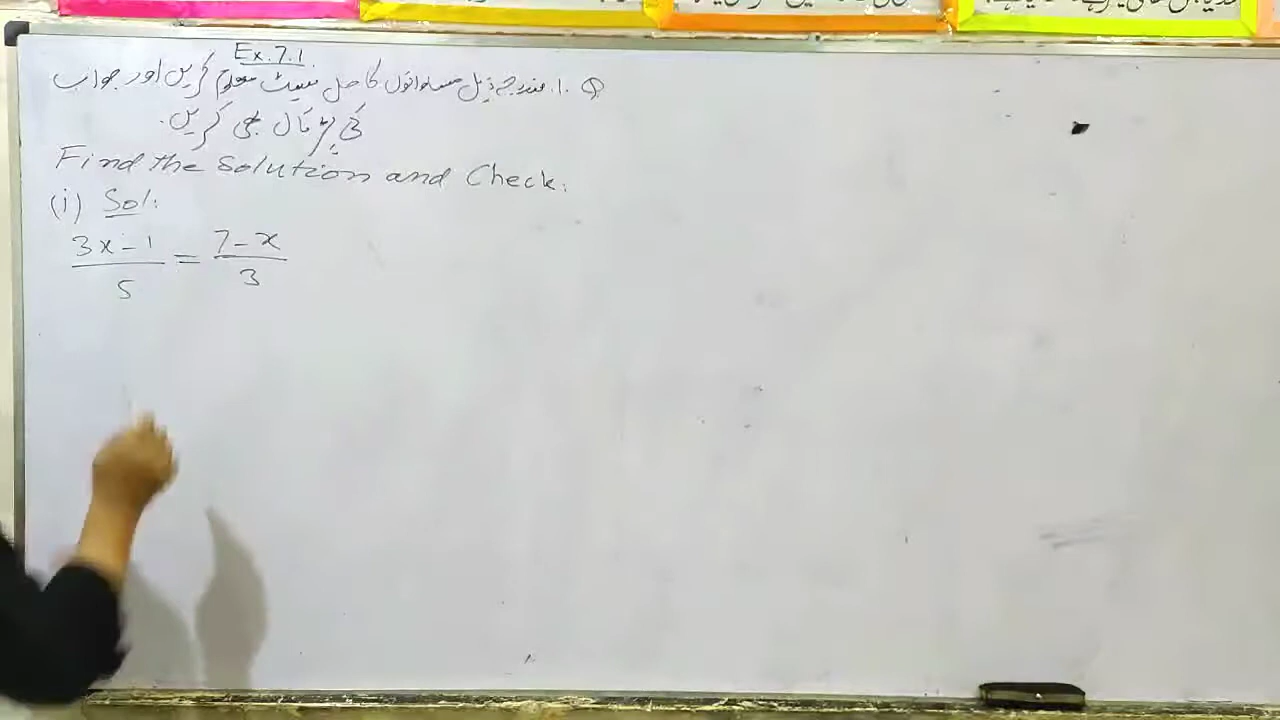 Ex.7.1
Q.1. مندرجہ ذیل مساواتوں کا حل سیٹ معلوم کریں اور جواب
کی پڑتال بھی کریں.
Find the Solution and Check:
(i) Sol:
3x-1/5 = 7-x/3